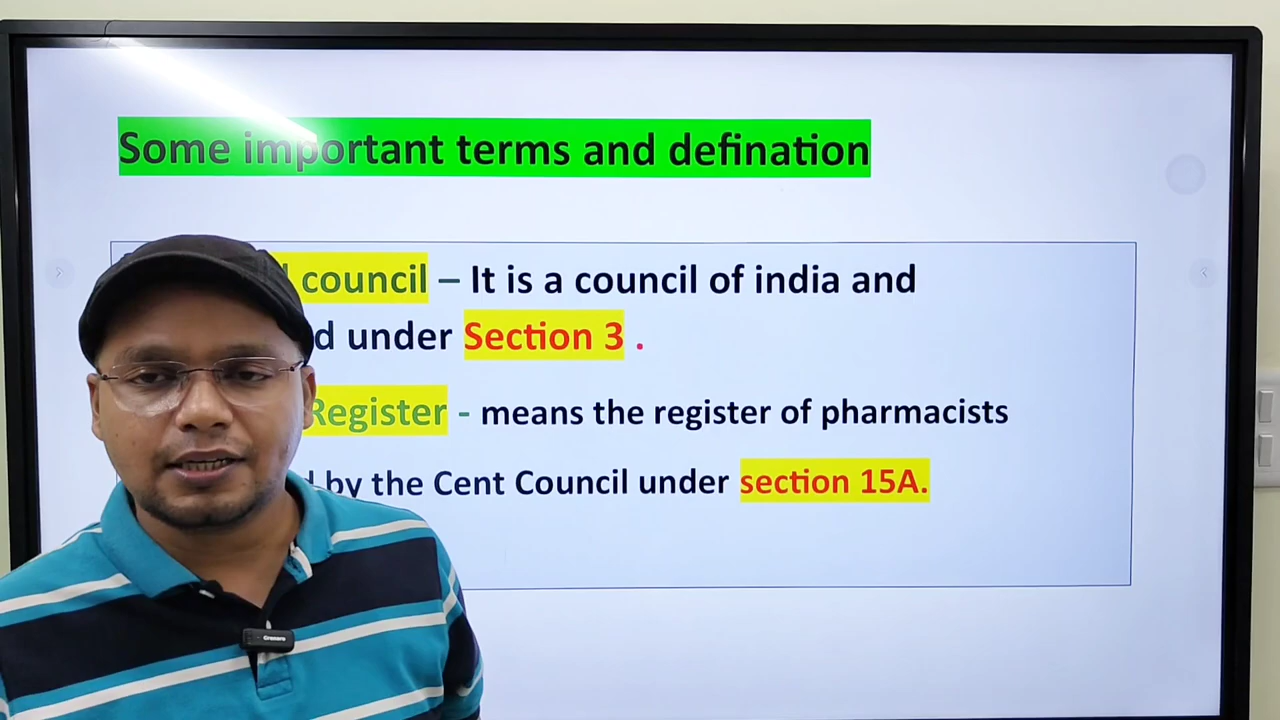 Some important terms and defination
council – It is a council of india and
under Section 3 .
Register - means the register of pharmacists
by the Cent Council under section 15A.